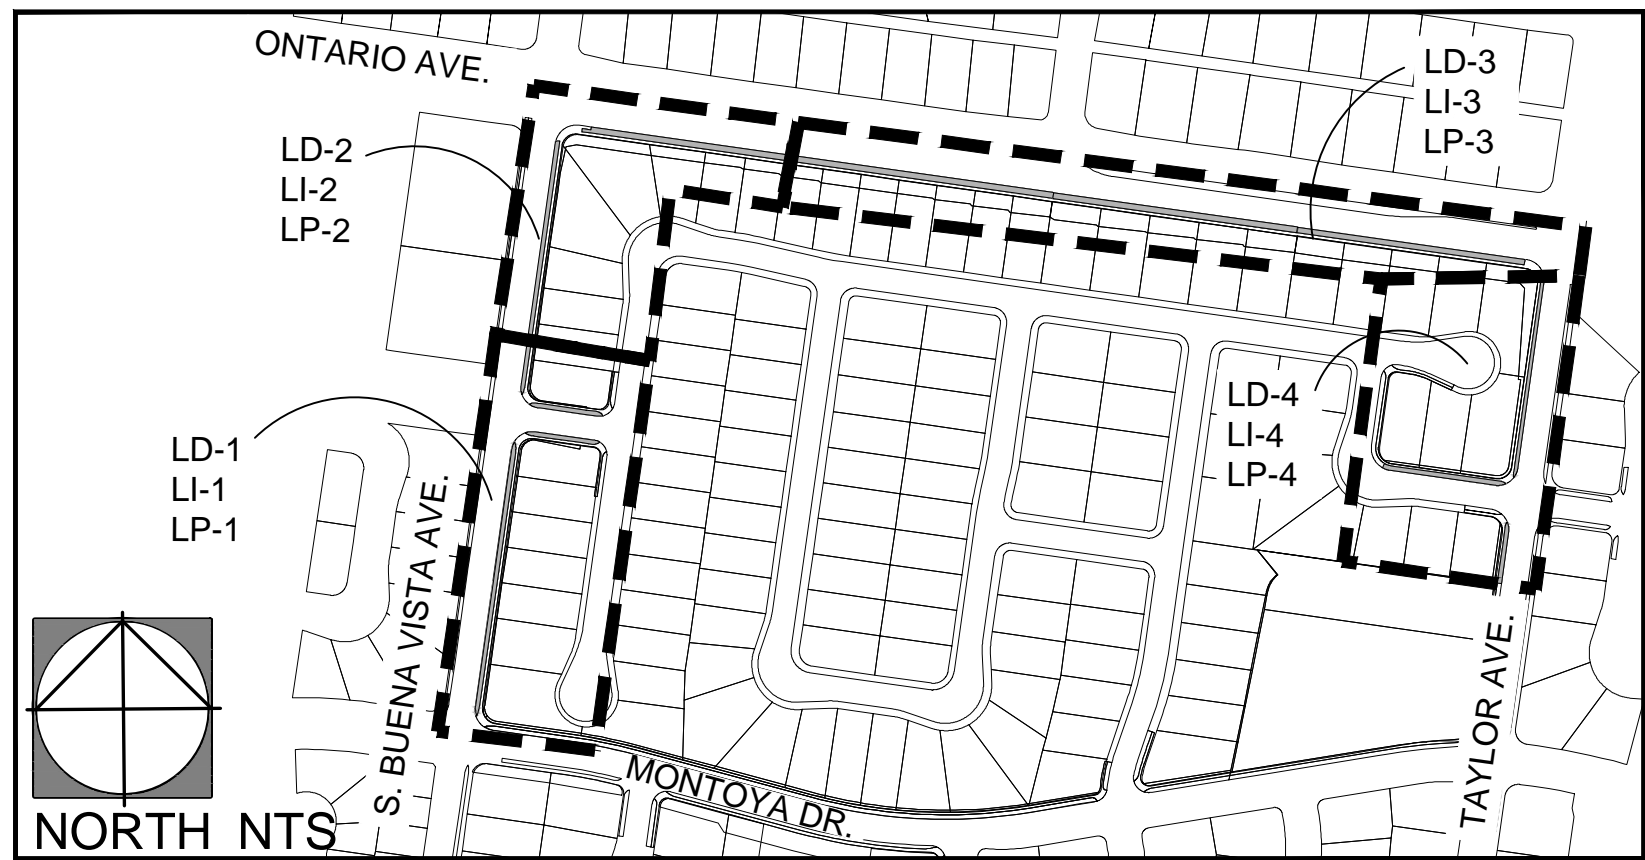 ONTARIO AVE.
LD-3
LI-3
LP-3
LD-2
LI-2
LP-2
LD-4
LI-4
LP-4
LD-1
LI-1
LP-1
S. BUENA VISTA AVE.
MONTOYA DR.
TAYLOR AVE.
NORTH NTS